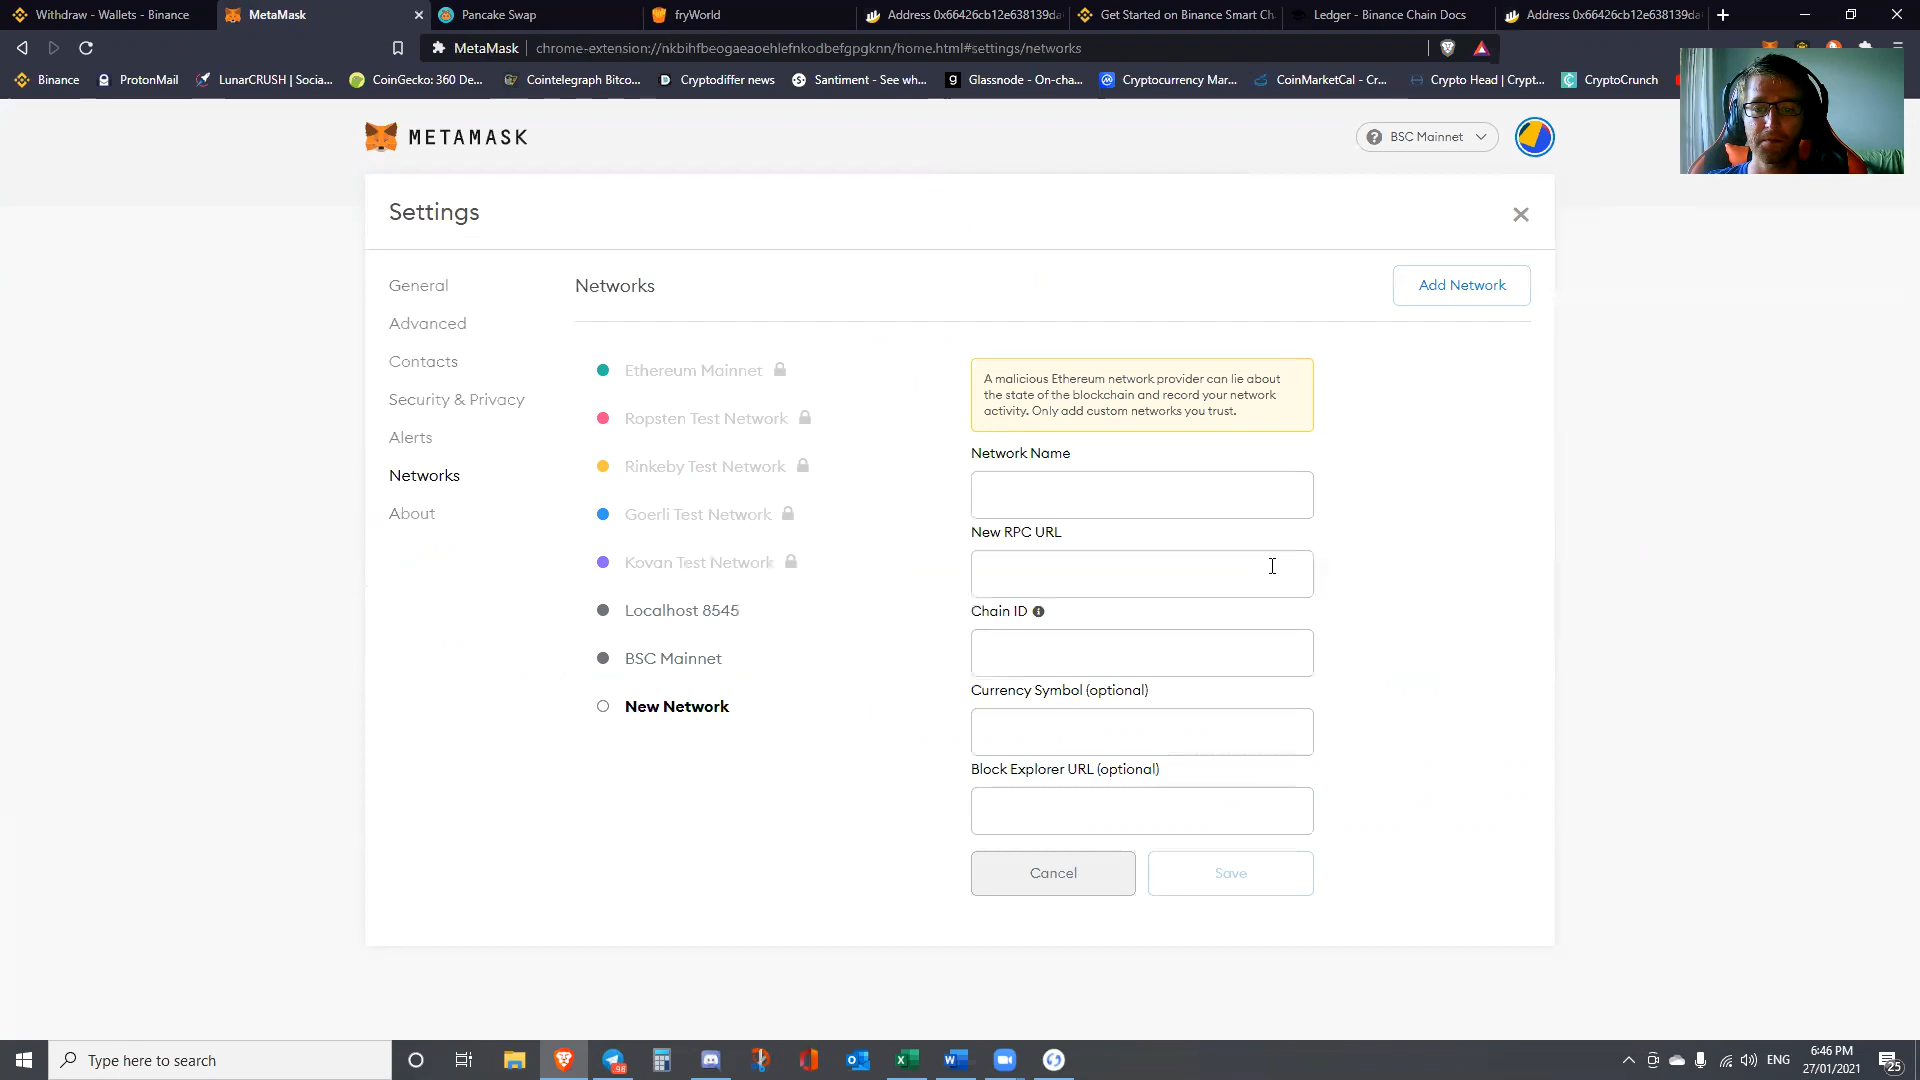 Withdraw - Wallets - Binance
MetaMask
Pancake Swap
fryWorld
Address 0x66426cb12e638139da
Get Started on Binance Smart Ch
Ledger - Binance Chain Docs
Address 0x66426cb12e638139da
MetaMask
chrome-extension://nkbihfbeogaeaoehlefnkodbefgpgknn/home.html#settings/networks
Binance
ProtonMail
LunarCRUSH | Socia...
CoinGecko: 360 De...
Cointelegraph Bitco...
Cryptodiffer news
Santiment - See wh...
Glassnode - On-cha...
Cryptocurrency Mar...
CoinMarketCal - Cr...
Crypto Head | Crypt...
CryptoCrunch
METAMASK
BSC Mainnet
Settings
General
Advanced
Contacts
Security & Privacy
Alerts
Networks
About
Networks
Add Network
Ethereum Mainnet
Ropsten Test Network
Rinkeby Test Network
Goerli Test Network
Kovan Test Network
Localhost 8545
BSC Mainnet
New Network
A malicious Ethereum network provider can lie about
the state of the blockchain and record your network
activity. Only add custom networks you trust.
Network Name
New RPC URL
Chain ID
Currency Symbol (optional)
Block Explorer URL (optional)
Cancel
Save
Type here to search
98
ENG
6:46 PM
27/01/2021
25